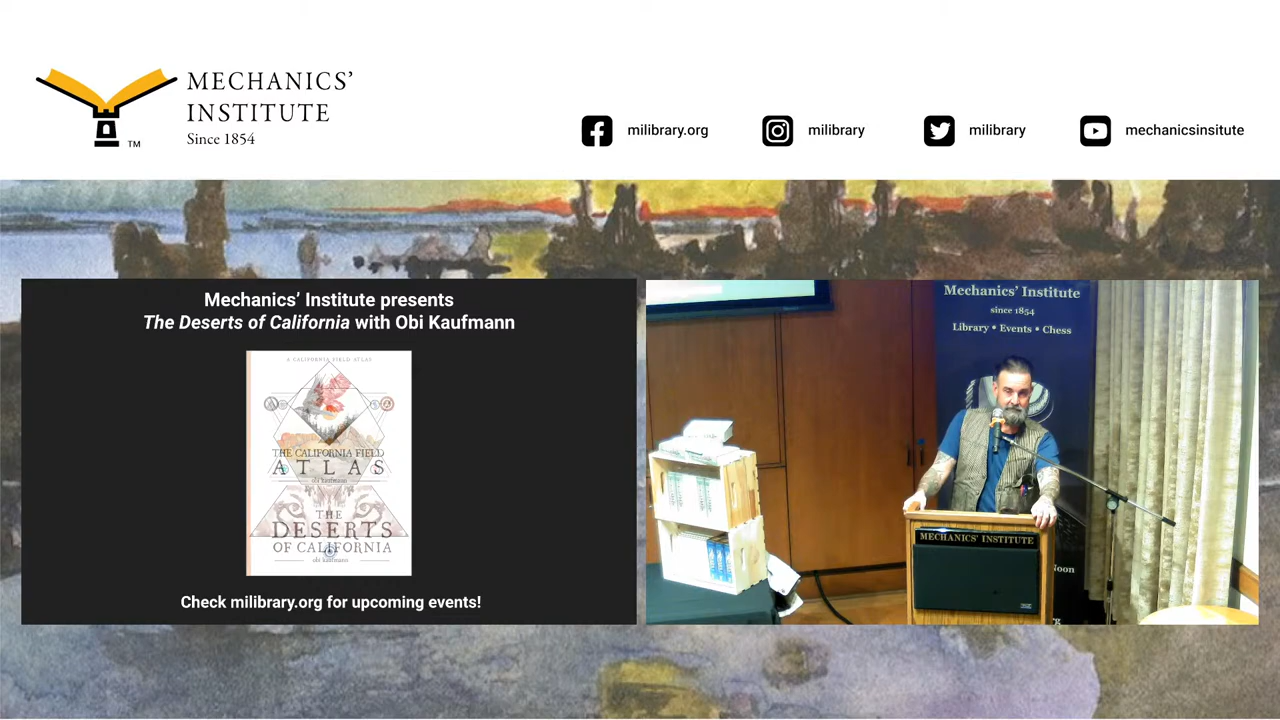 MECHANICS’
INSTITUTE
Since 1854
TM
milibrary.org
milibrary
milibrary
mechanicsinsitute
Mechanics’ Institute presents
The Deserts of California with Obi Kaufmann
A CALIFORNIA FIELD ATLAS
THE CALIFORNIA FIELD
ATLAS
obi kaufmann
THE
DESERTS
OF CALIFORNIA
obi kaufmann
Check milibrary.org for upcoming events!
Mechanics’ Institute
since 1854
Library • Events • Chess
MECHANICS’ INSTITUTE
Noon